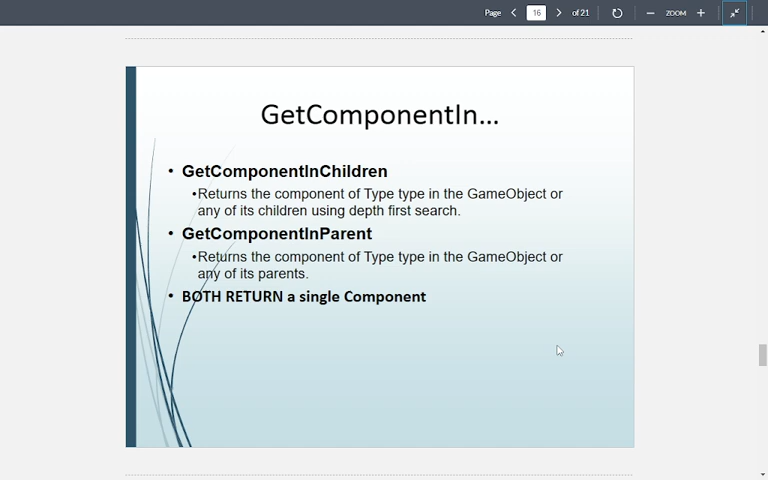 Page 16 of 21 ZOOM
GetComponentIn...
• GetComponentInChildren
•Returns the component of Type type in the GameObject or
any of its children using depth first search.
• GetComponentInParent
•Returns the component of Type type in the GameObject or
any of its parents.
• BOTH RETURN a single Component